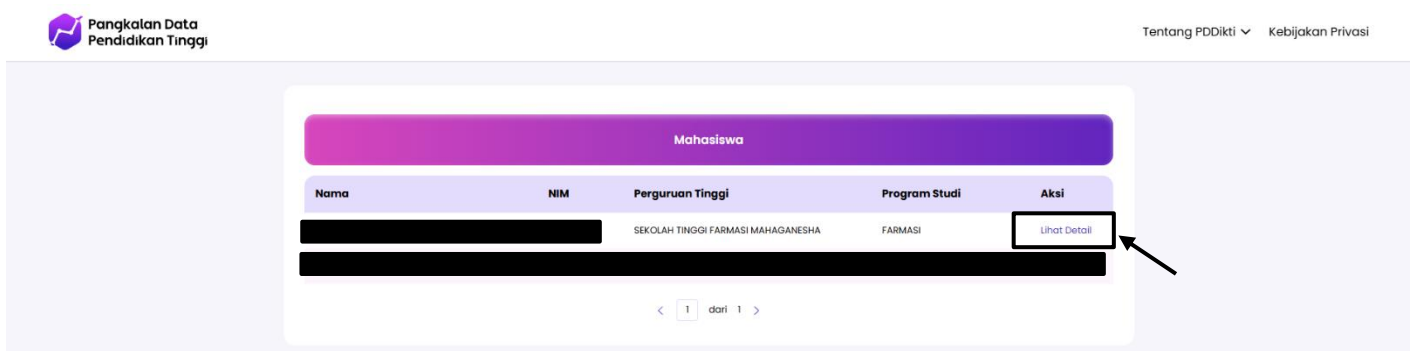 Pangkalan Data
Pendidikan Tinggi
Tentang PDDikti Kebijakan Privasi
Mahasiswa
Nama NIM Perguruan Tinggi Program Studi Aksi
SEKOLAH TINGGI FARMASI MAHAGANESHA FARMASI Lihat Detail
< 1 dari 1 >